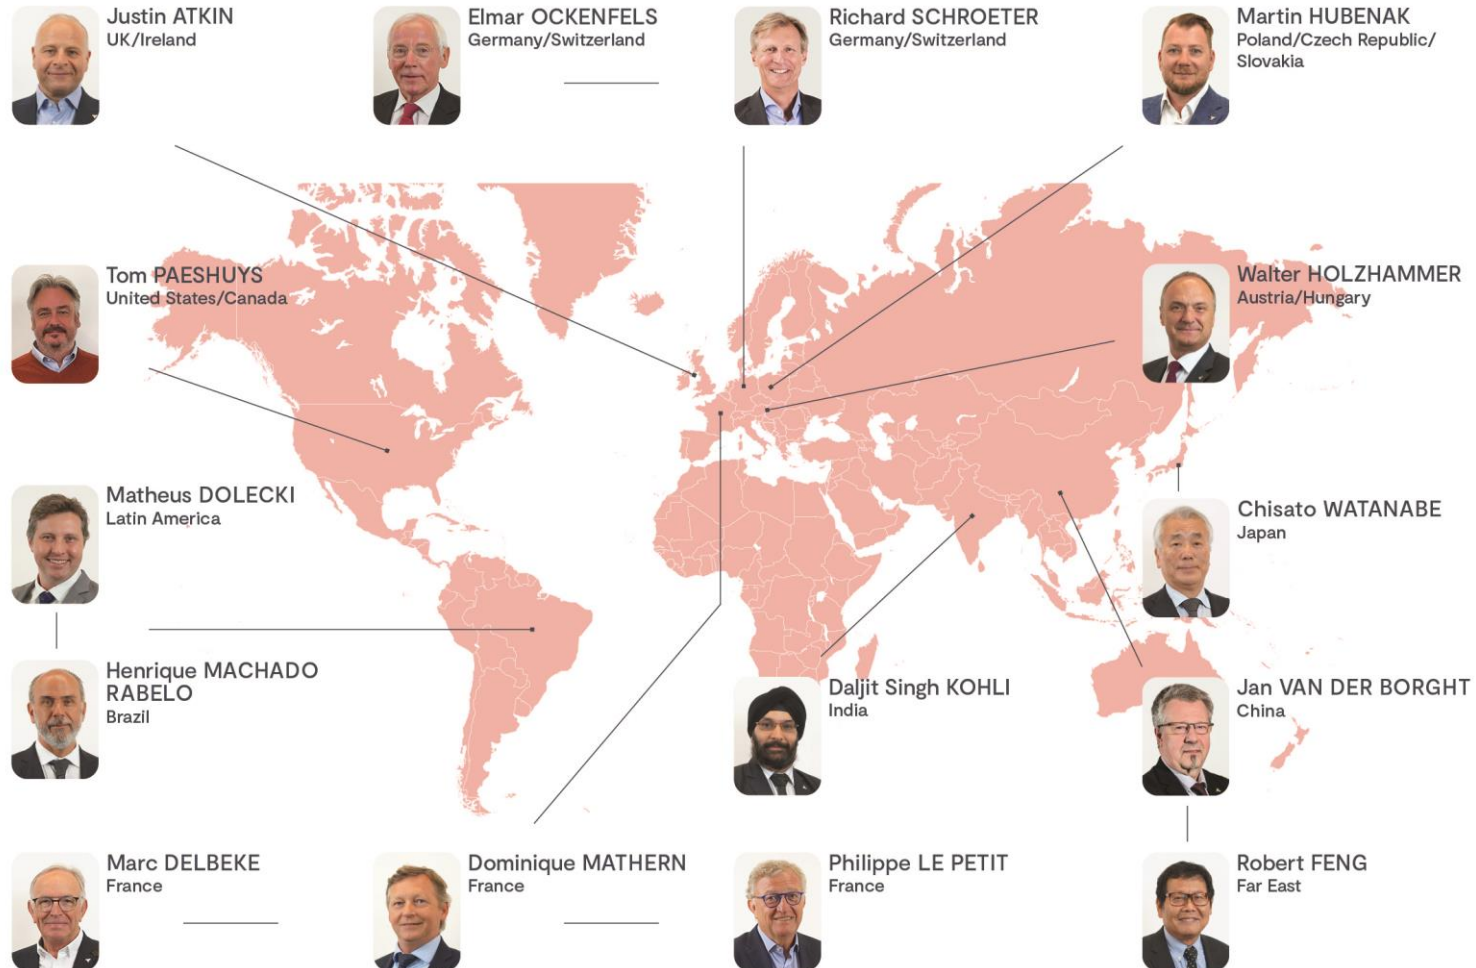 Justin ATKIN
UK/Ireland
Elmar OCKENFELS
Germany/Switzerland
Richard SCHROETER
Germany/Switzerland
Martin HUBENAK
Poland/Czech Republic/
Slovakia
Tom PAESHUYS
United States/Canada
Walter HOLZHAMMER
Austria/Hungary
Matheus DOLECKI
Latin America
Chisato WATANABE
Japan
Henrique MACHADO
RABELO
Brazil
Daljit Singh KOHLI
India
Jan VAN DER BORGHT
China
Marc DELBEKE
France
Dominique MATHERN
France
Philippe LE PETIT
France
Robert FENG
Far East